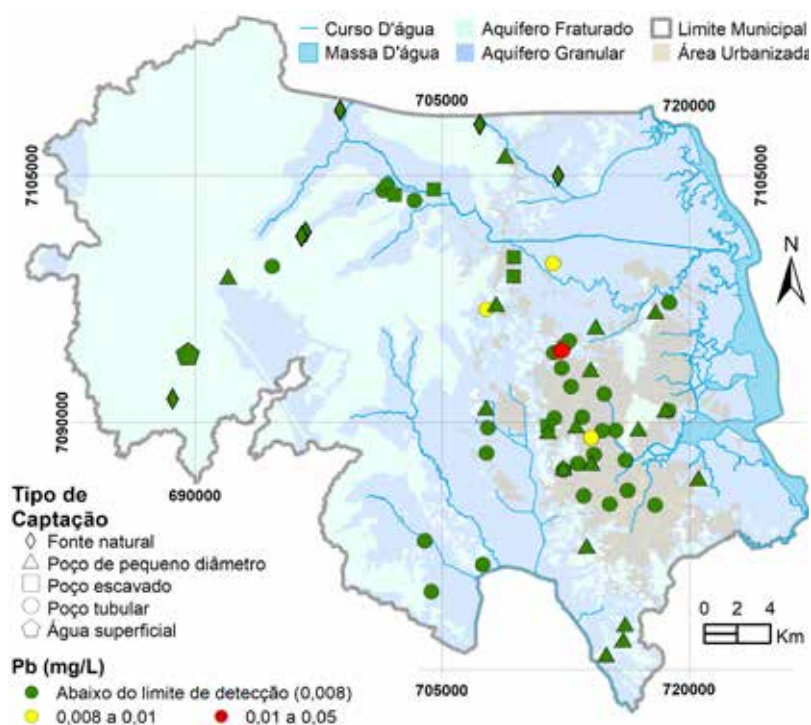 Curso D'água
Aquífero Fraturado
Limite Municipal
Massa D'água
Aquífero Granular
Área Urbanizada
705000
720000
7105000
7105000
N
7090000
7090000
690000
Tipo de
Captação
Fonte natural
Poço de pequeno diâmetro
Poço escavado
Poço tubular
Água superficial
0 2 4
Km
Pb (mg/L)
Abaixo do limite de detecção (0,008)
705000
720000
0,008 a 0,01
0,01 a 0,05